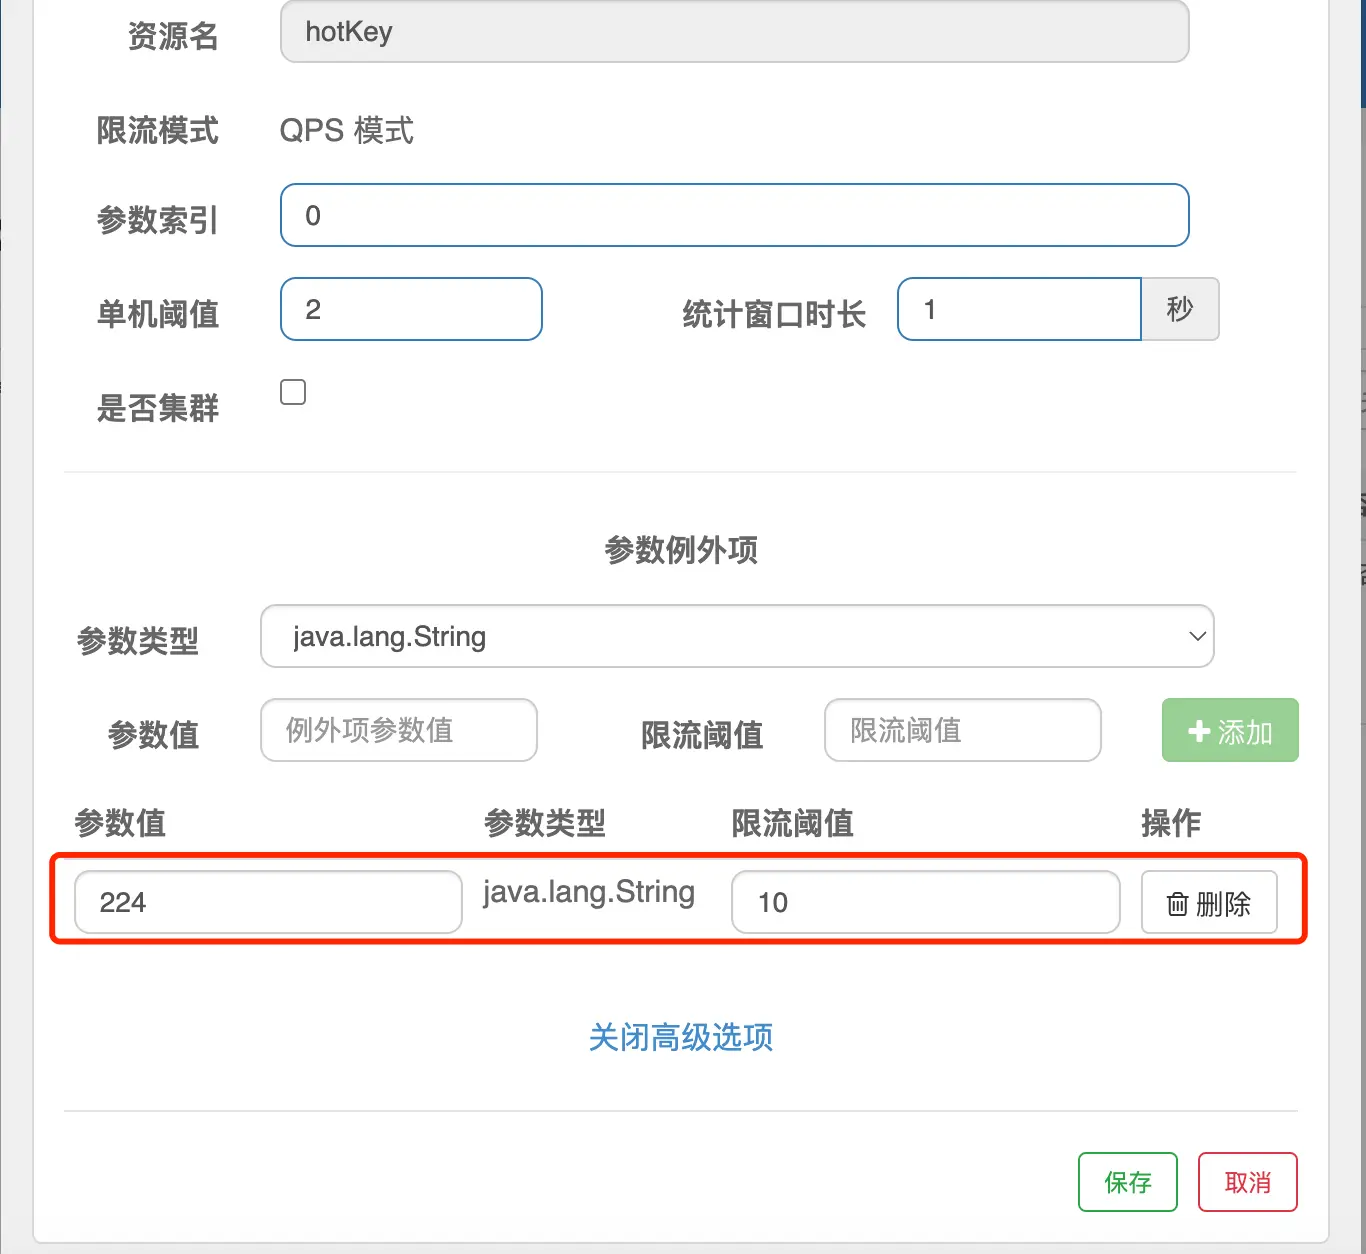 资源名 hotKey
限流模式 QPS 模式
参数索引 0
单机阈值 2 统计窗口时长 1 秒
是否集群
参数例外项
参数类型 java.lang.String
参数值 例外项参数值 限流阈值 限流阈值 添加
参数值 参数类型 限流阈值 操作
224 java.lang.String 10 删除
关闭高级选项
保存 取消